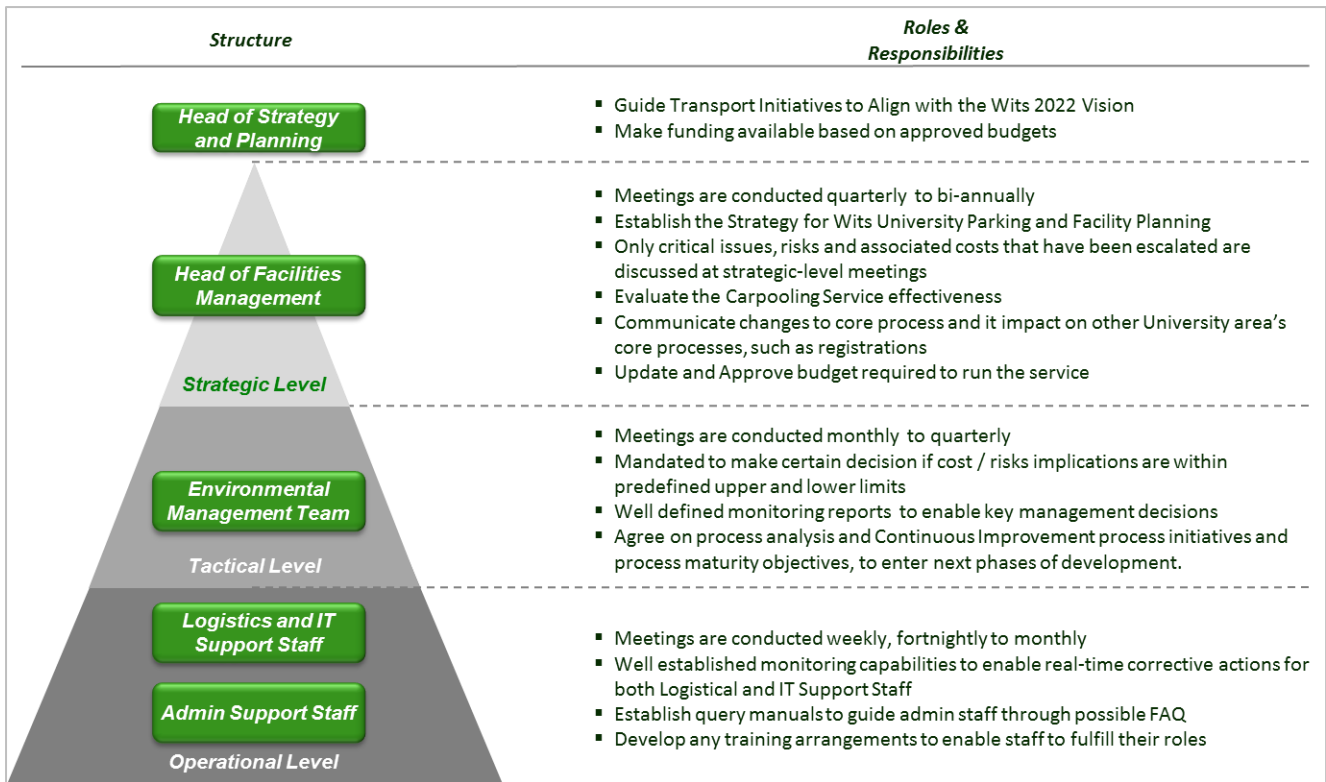 Structure
Roles &
Responsibilities
Head of Strategy
and Planning
▪ Guide Transport Initiatives to Align with the Wits 2022 Vision
▪ Make funding available based on approved budgets
Head of Facilities
Management
Strategic Level
▪ Meetings are conducted quarterly to bi-annually
▪ Establish the Strategy for Wits University Parking and Facility Planning
▪ Only critical issues, risks and associated costs that have been escalated are
discussed at strategic-level meetings
▪ Evaluate the Carpooling Service effectiveness
▪ Communicate changes to core process and it impact on other University area's
core processes, such as registrations
▪ Update and Approve budget required to run the service
Environmental
Management Team
Tactical Level
▪ Meetings are conducted monthly to quarterly
▪ Mandated to make certain decision if cost / risks implications are within
predefined upper and lower limits
▪ Well defined monitoring reports to enable key management decisions
▪ Agree on process analysis and Continuous Improvement process initiatives and
process maturity objectives, to enter next phases of development.
Logistics and IT
Support Staff
Admin Support Staff
Operational Level
▪ Meetings are conducted weekly, fortnightly to monthly
▪ Well established monitoring capabilities to enable real-time corrective actions for
both Logistical and IT Support Staff
▪ Establish query manuals to guide admin staff through possible FAQ
▪ Develop any training arrangements to enable staff to fulfill their roles